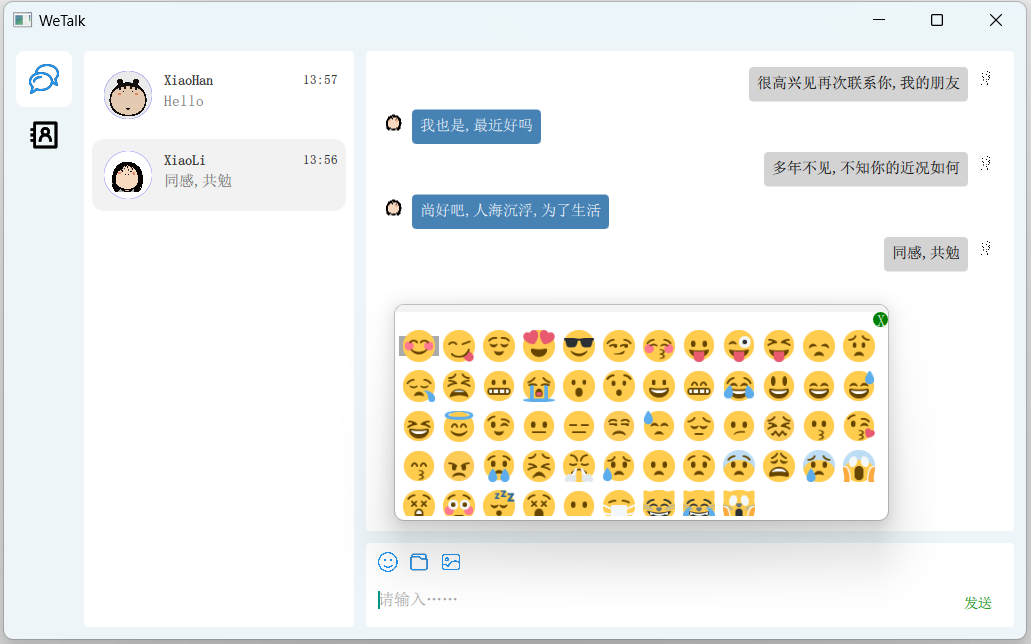 WeTalk
XiaoHan 13:57
Hello
XiaoLi 13:56
同感,共勉
很高兴见再次联系你,我的朋友
我也是,最近好吗
多年不见,不知你的近况如何
尚好吧,人海沉浮,为了生活
同感,共勉
X
请输入……
发送